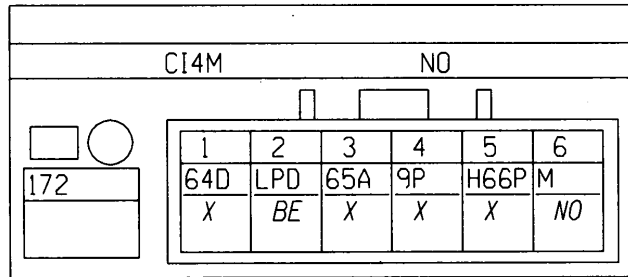 CI4M NO
1 2 3 4 5 6
172 64D LPD 65A 9P H66P M
X BE X X X NO